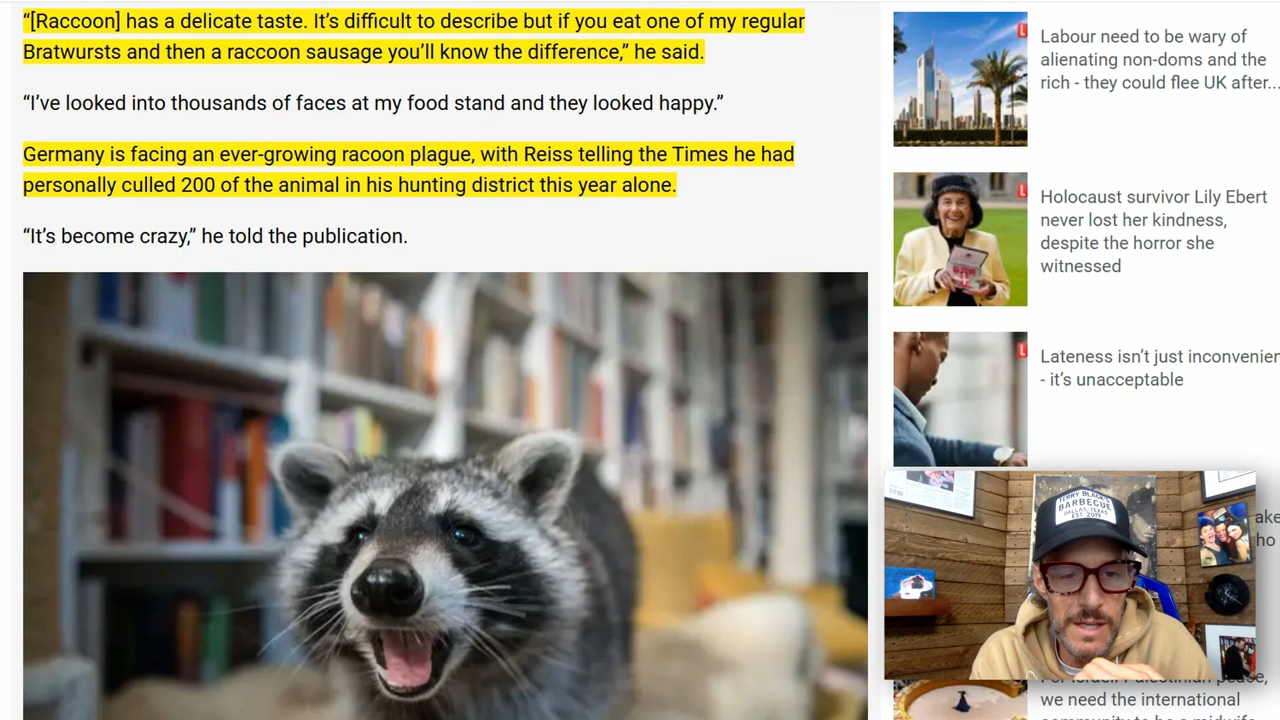 “[Raccoon] has a delicate taste. It’s difficult to describe but if you eat one of my regular
Bratwursts and then a raccoon sausage you’ll know the difference,” he said.
“I’ve looked into thousands of faces at my food stand and they looked happy.”
Germany is facing an ever-growing racoon plague, with Reiss telling the Times he had
personally culled 200 of the animal in his hunting district this year alone.
“It’s become crazy,” he told the publication.
Labour need to be wary of
alienating non-doms and the
rich - they could flee UK after...
Holocaust survivor Lily Ebert
never lost her kindness,
despite the horror she
witnessed
Lateness isn’t just inconvenien
- it’s unacceptable
TERRY BLACK'S
BARBECUE
DALLAS, TEXAS
EST. 2019
ake
ho
peace,
we need the international